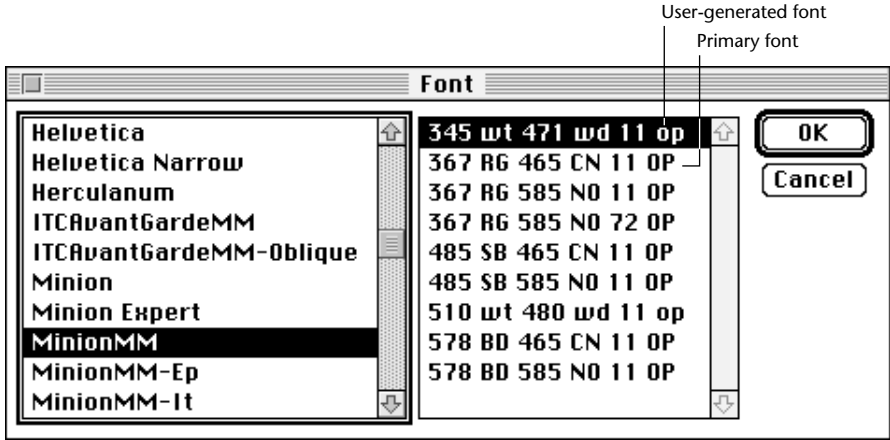 User-generated font
Primary font
Font
Helvetica
Helvetica Narrow
Herculanum
ITCAvantGardeMM
ITCAvantGardeMM-Oblique
Minion
Minion Expert
MinionMM
MinionMM-Ep
MinionMM-It
345 wt 471 wd 11 op
367 RG 465 CN 11 OP
367 RG 585 NO 11 OP
367 RG 585 NO 72 OP
485 SB 465 CN 11 OP
485 SB 585 NO 11 OP
510 wt 480 wd 11 op
578 BD 465 CN 11 OP
578 BD 585 NO 11 OP
OK
Cancel